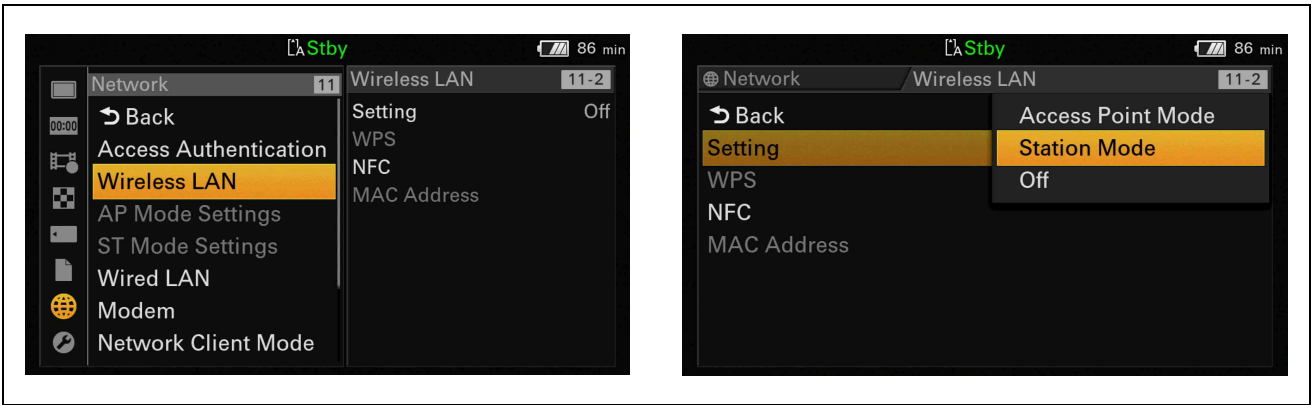 Stby
86 min
Network 11
Back
Access Authentication
Wireless LAN
AP Mode Settings
ST Mode Settings
Wired LAN
Modem
Network Client Mode
00:00
Wireless LAN 11-2
Setting Off
WPS
NFC
MAC Address
Stby
86 min
Network Wireless LAN 11-2
Back
Setting
WPS
NFC
MAC Address
Access Point Mode
Station Mode
Off